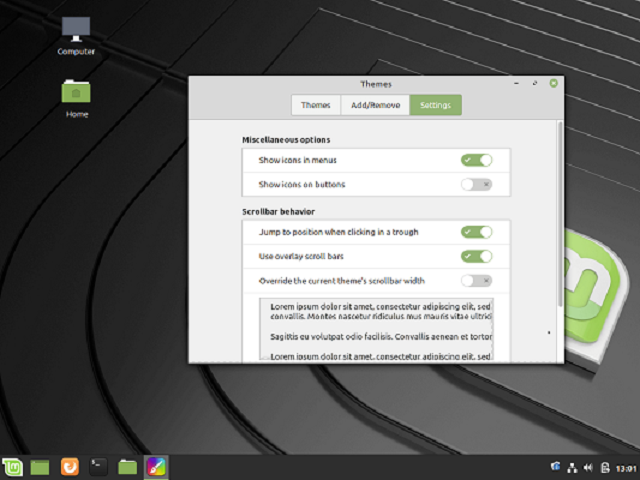 Computer
Home
Themes
Themes
Add/Remove
Settings
Miscellaneous options
Show icons in menus
Show icons on buttons
Scrollbar behavior
Jump to position when clicking in a trough
Use overlay scroll bars
Override the current theme's scrollbar width
Lorem ipsum dolor sit amet, consectetur adipiscing elit, sed
convallis. Montes nascetur ridiculus mus mauris vitae ultrici
Sagittis eu volutpat odio facilisis. Convallis aenean et tortor
Lorem ipsum dolor sit amet, consectetur adipiscing elit, sed
13:01